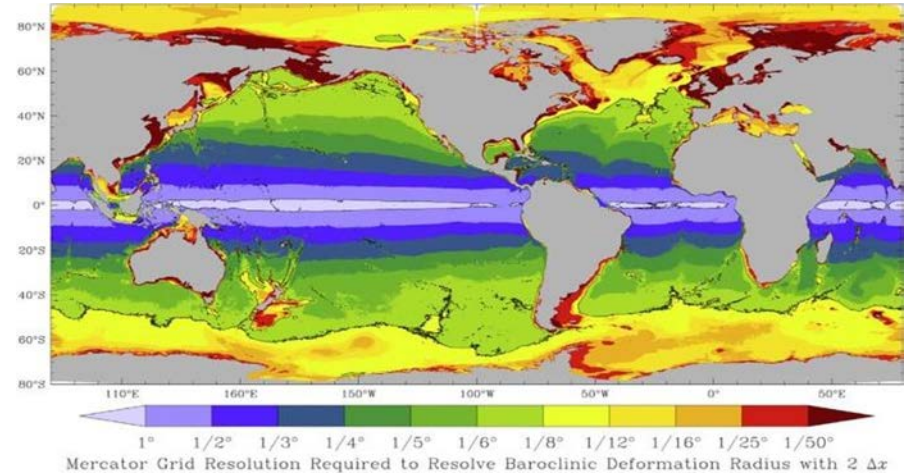 80°N
60°N
40°N
20°N
0°
20°S
40°S
60°S
80°S
110°E 160°E 150°W 100°W 50°W 0° 50°E
1° 1/2° 1/3° 1/4° 1/5° 1/6° 1/8° 1/12° 1/16° 1/25° 1/50°
Mercator Grid Resolution Required to Resolve Baroclinic Deformation Radius with 2 Δx